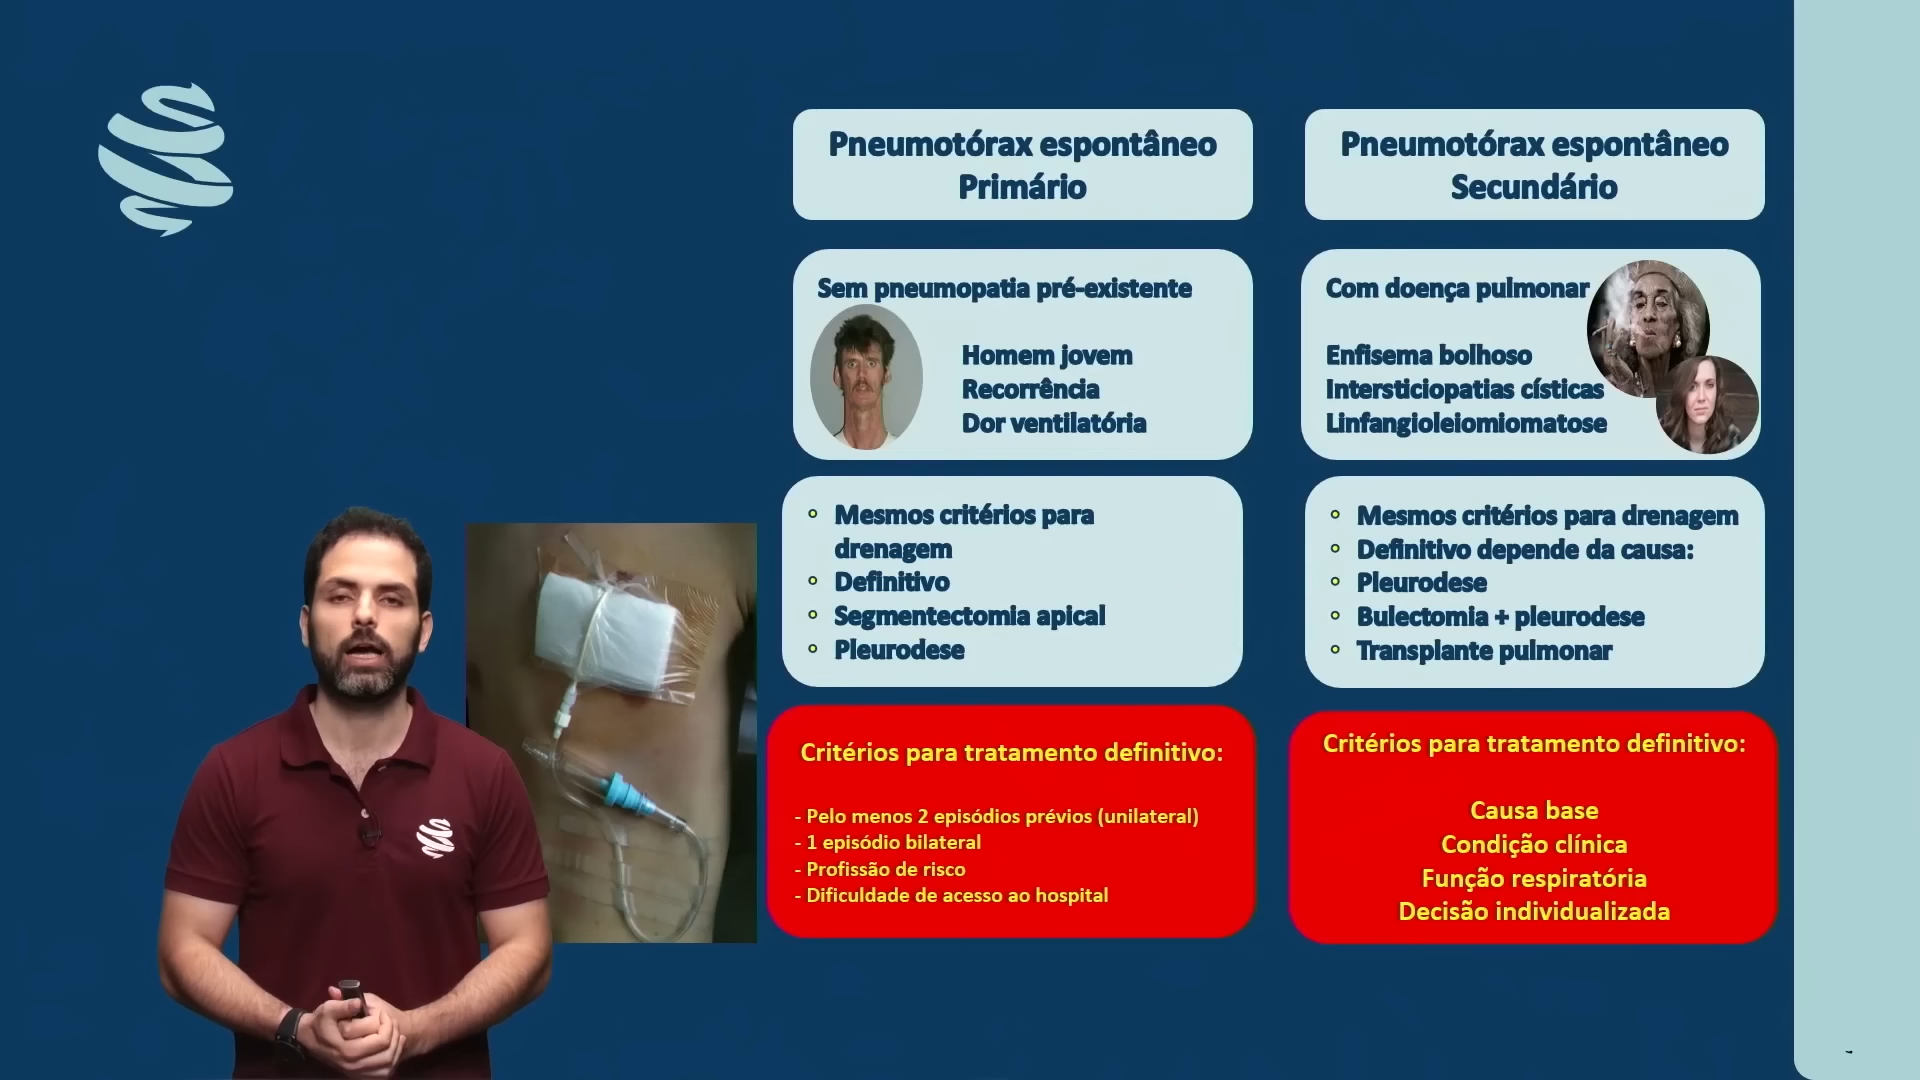 Pneumotórax espontâneo
Primário
Sem pneumopatia pré-existente
Homem jovem
Recorrência
Dor ventilatória
Mesmos critérios para
drenagem
Definitivo
Segmentectomia apical
Pleurodese
Critérios para tratamento definitivo:
- Pelo menos 2 episódios prévios (unilateral)
- 1 episódio bilateral
- Profissão de risco
- Dificuldade de acesso ao hospital
Pneumotórax espontâneo
Secundário
Com doença pulmonar
Enfisema bolhoso
Intersticiopatias císticas
Linfangioleiomiomatose
Mesmos critérios para drenagem
Definitivo depende da causa:
Pleurodese
Bulectomia + pleurodese
Transplante pulmonar
Critérios para tratamento definitivo:
Causa base
Condição clínica
Função respiratória
Decisão individualizada